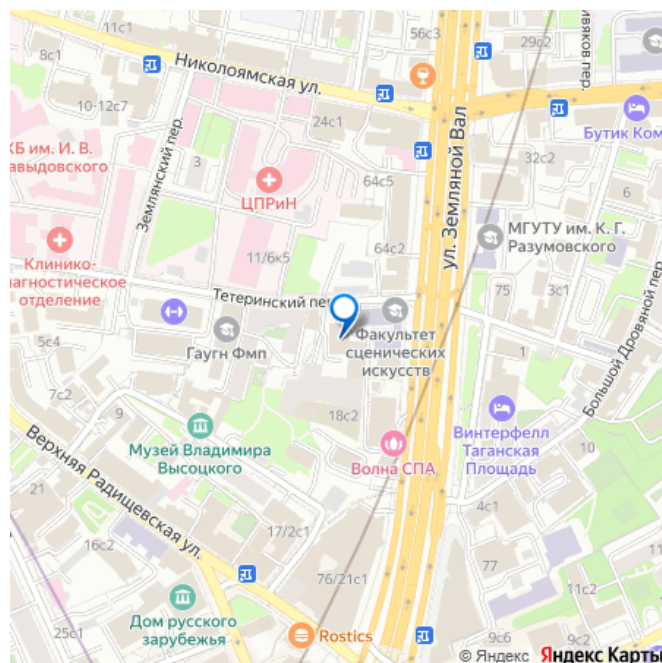 56с3
29с2
ивяков пер.
8с1
11с1
Николоямская ул.
10-12с7
24с1
Бутик Ком
КБ им. И. В.
авыдовского
Землянский пер.
3
ЦПРиН
64с5
32с2
6
ул. Земляной Вал
МГУТУ им. К. Г.
Разумовского
64с2
11/6к5
Клинико-
иагностическое
отделение
Тетеринский пер
75
3с1
Большой Дровяной пер.
Факультет
сценических
искусств
Гаугн Фмп
5с4
1
7с2
9
18с2
Винтерфелл
Таганская
Площадь
10
Музей Владимира
Высоцкого
Волна СПА
Верхняя Радищевская ул.
21
4с1
17/2с1
16с2
77
76/21с1
11с2
Дом русского
зарубежья
25с1
Rostics
9с6
2с1
© Яндекс Яндекс Карты